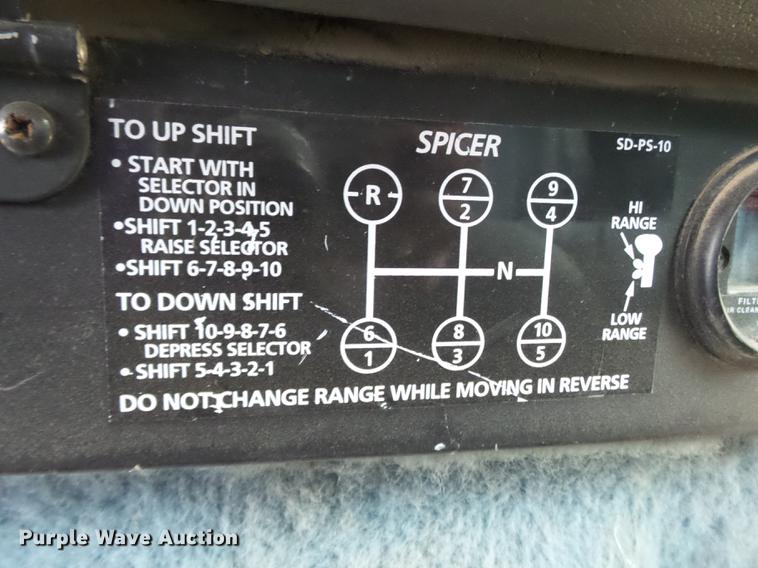 TO UP SHIFT
• START WITH
SELECTOR IN
DOWN POSITION
•SHIFT 1-2-3-4-5
RAISE SELECTOR
•SHIFT 6-7-8-9-10
TO DOWN SHIFT
• SHIFT 10-9-8-7-6
DEPRESS SELECTOR
• SHIFT 5-4-3-2-1
DO NOT CHANGE RANGE WHILE MOVING IN REVERSE
SPICER
SD-PS-10
R
7
2
9
4
N
6
1
8
3
10
5
HI
RANGE
LOW
RANGE
FILT
R CLEAN
Purple Wave Auction